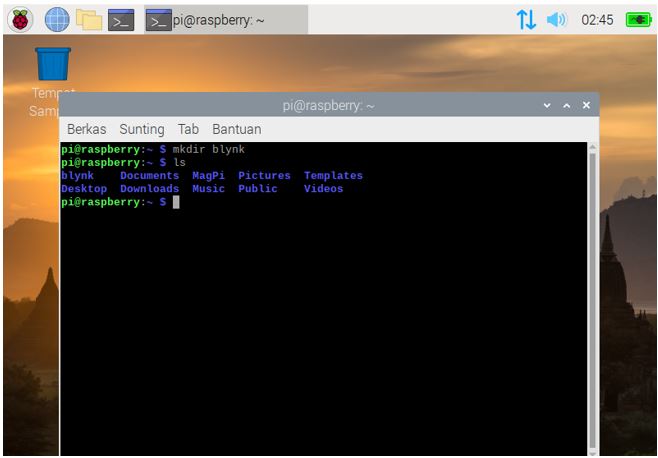 pi@raspberry: ~
02:45
Tempat
Sam
pi@raspberry: ~
Berkas Sunting Tab Bantuan
pi@raspberry:~ $ mkdir blynk
pi@raspberry:~ $ ls
blynk Documents MagPi Pictures Templates
Desktop Downloads Music Public Videos
pi@raspberry:~ $